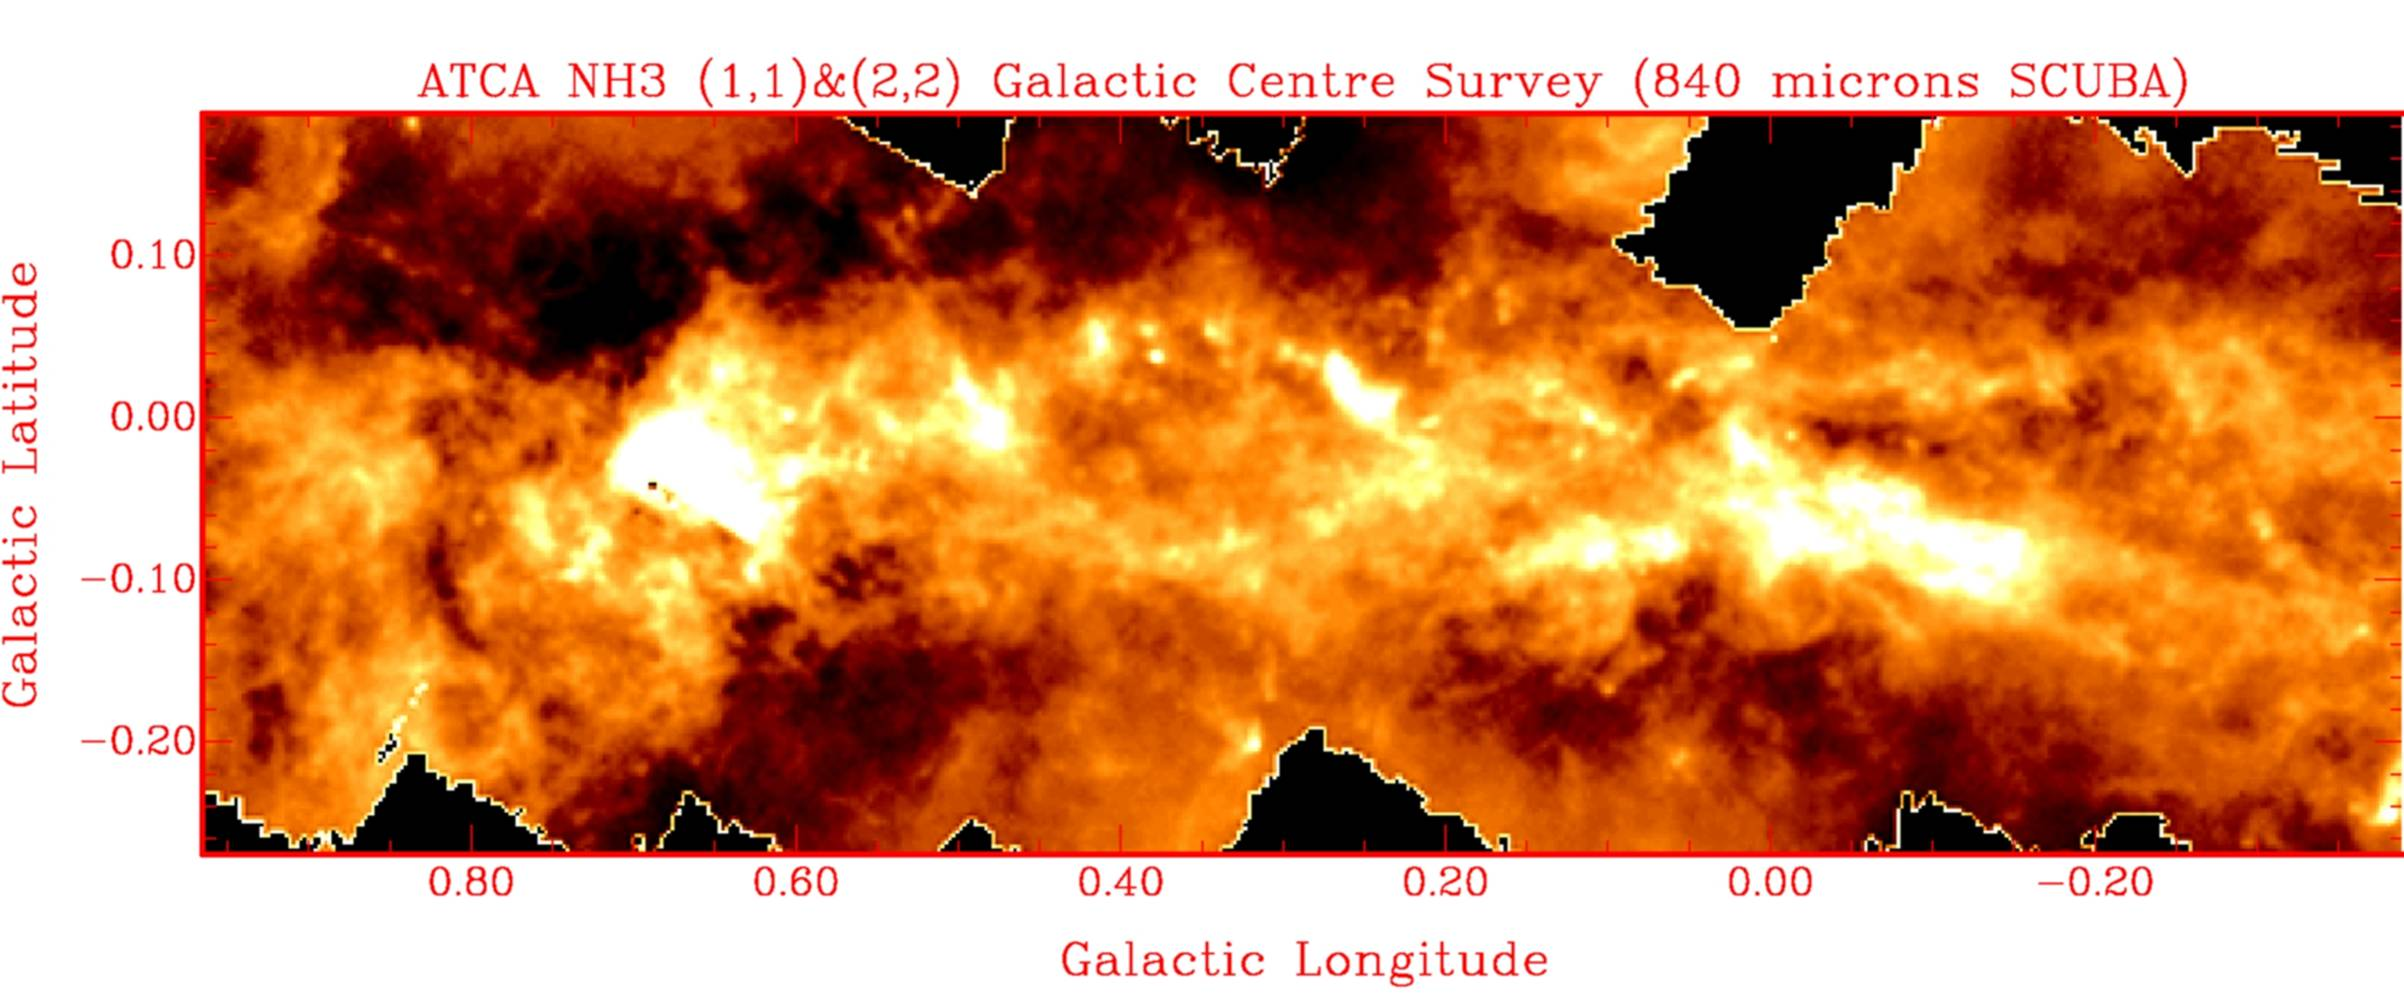 ATCA NH3 (1,1)&(2,2) Galactic Centre Survey (840 microns SCUBA)
Galactic Latitude
0.10
0.00
−0.10
−0.20
0.80 0.60 0.40 0.20 0.00 −0.20
Galactic Longitude